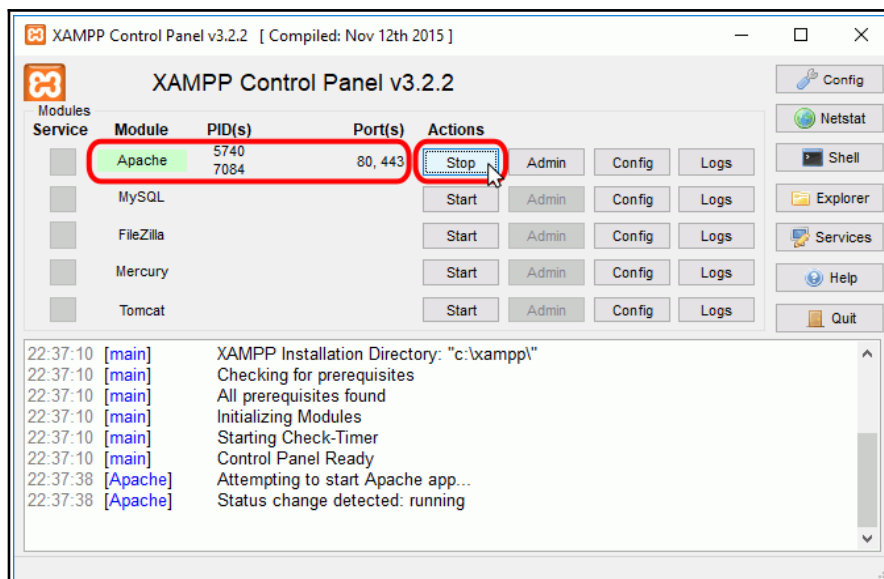 XAMPP Control Panel v3.2.2 [ Compiled: Nov 12th 2015 ]
XAMPP Control Panel v3.2.2
Config
Modules
Netstat
Service Module PID(s) Port(s) Actions
Apache 5740 7084 80, 443 Stop Admin Config Logs
Shell
MySQL Start Admin Config Logs
Explorer
FileZilla Start Admin Config Logs
Services
Mercury Start Admin Config Logs
Help
Tomcat Start Admin Config Logs
Quit
22:37:10 [main] XAMPP Installation Directory: "c:\xampp\"
22:37:10 [main] Checking for prerequisites
22:37:10 [main] All prerequisites found
22:37:10 [main] Initializing Modules
22:37:10 [main] Starting Check-Timer
22:37:10 [main] Control Panel Ready
22:37:38 [Apache] Attempting to start Apache app...
22:37:38 [Apache] Status change detected: running